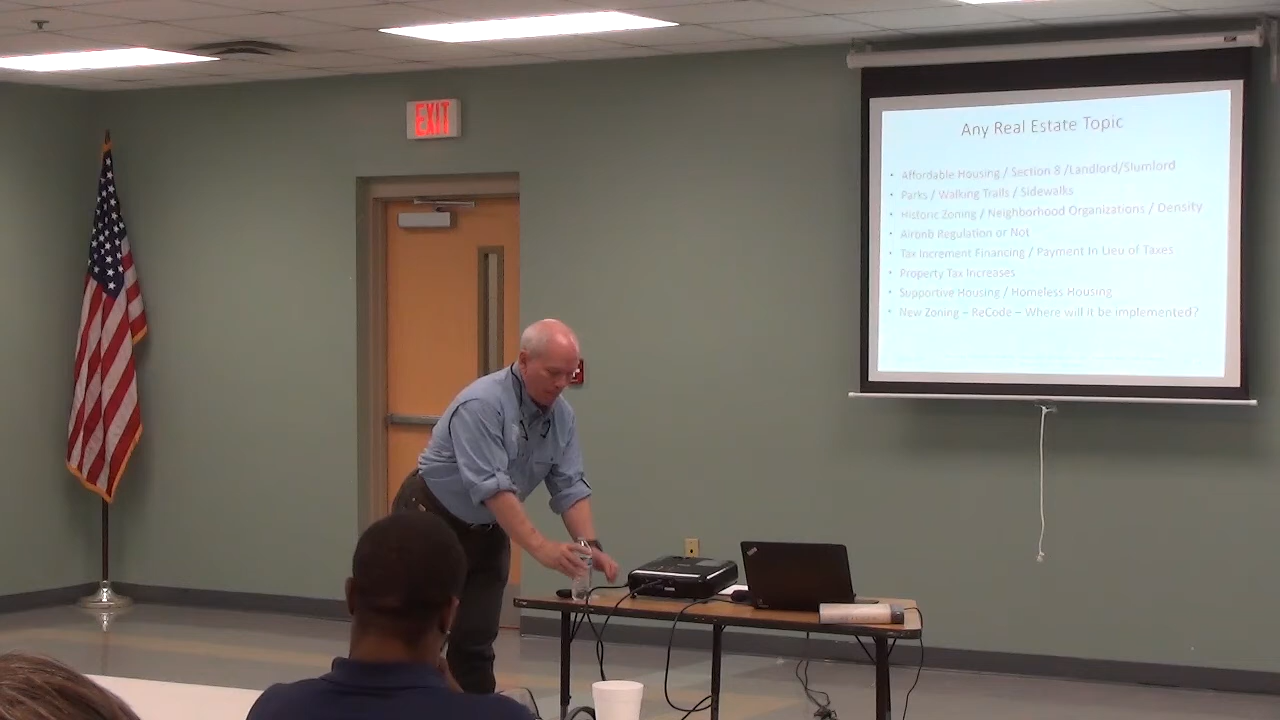 EXIT
Any Real Estate Topic
• Affordable Housing / Section 8 /Landlord/Slumlord
• Parks / Walking Trails / Sidewalks
• Historic Zoning / Neighborhood Organizations / Density
• Airbnb Regulation or Not
• Tax Increment Financing / Payment In Lieu of Taxes
• Property Tax Increases
• Supportive Housing / Homeless Housing
• New Zoning – ReCode – Where will it be implemented?